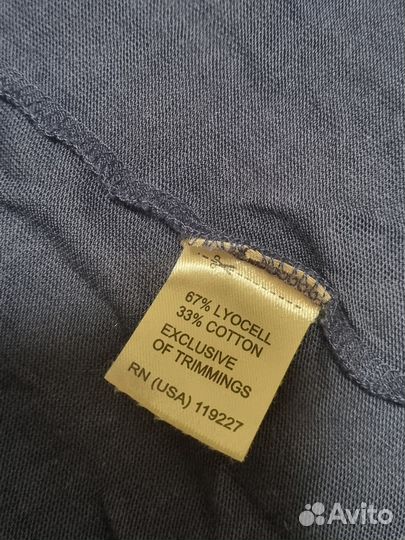 67% LYOCELL
33% COTTON
EXCLUSIVE
OF TRIMMINGS
RN (USA) 119227
Avito